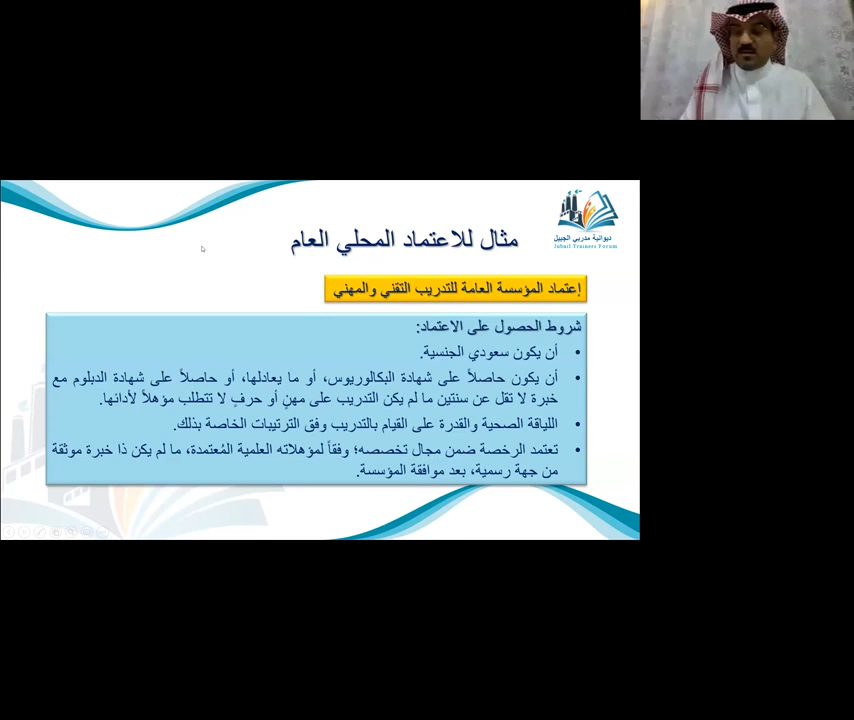 ديوانية مدربي الجبيل
Jubail Trainers Forum
مثال للاعتماد المحلي العام
إعتماد المؤسسة العامة للتدريب التقني والمهني
شروط الحصول على الاعتماد:
• أن يكون سعودي الجنسية.
• أن يكون حاصلاً على شهادة البكالوريوس، أو ما يعادلها، أو حاصلاً على شهادة الدبلوم مع
خبرة لا تقل عن سنتين ما لم يكن التدريب على مهنٍ أو حرفٍ لا تتطلب مؤهلاً لأدائها.
• اللياقة الصحية والقدرة على القيام بالتدريب وفق الترتيبات الخاصة بذلك.
• تعتمد الرخصة ضمن مجال تخصصه؛ وفقاً لمؤهلاته العلمية المُعتمدة، ما لم يكن ذا خبرة موثقة
من جهة رسمية، بعد موافقة المؤسسة.